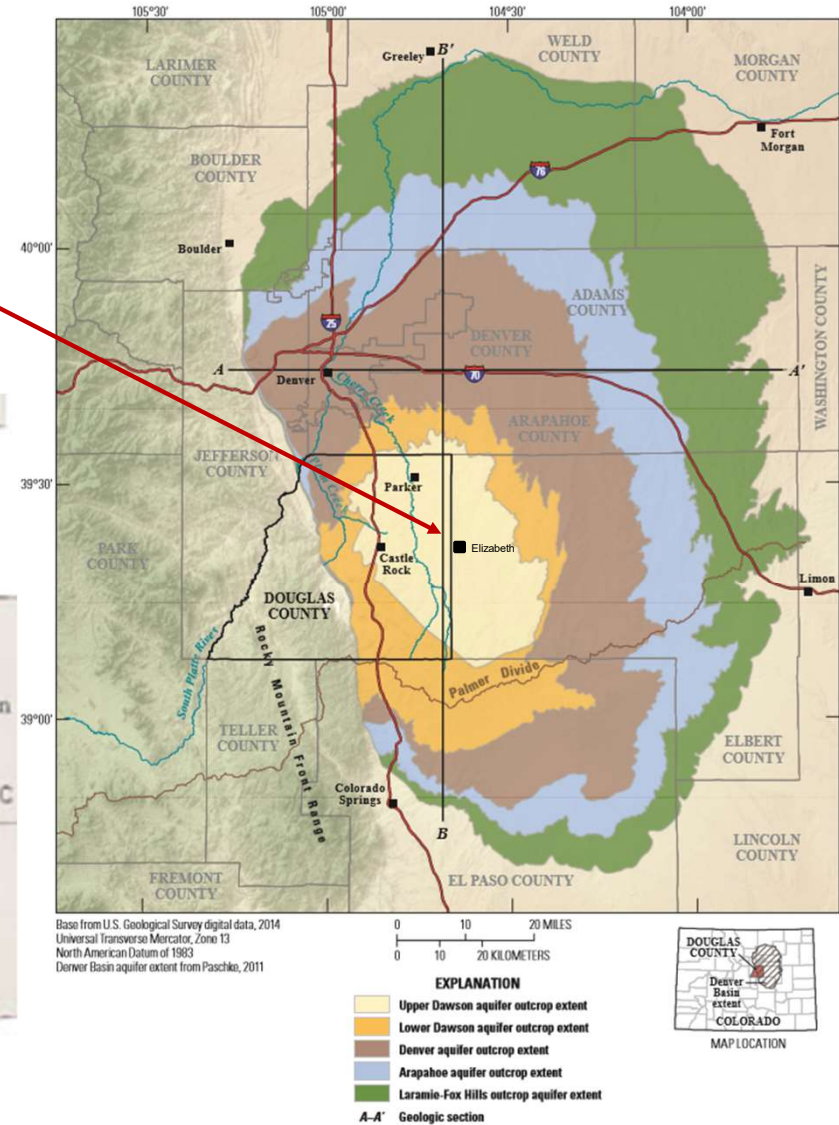 105°30'
105°00'
104°30'
104°00'
LARIMER
COUNTY
Greeley
B'
WELD
COUNTY
MORGAN
COUNTY
BOULDER
COUNTY
76
Fort
Morgan
40°00'
Boulder
ADAMS
COUNTY
WASHINGTON COUNTY
75
DENVER
COUNTY
A
Denver
70
A'
Cherry Creek
ARAPAHOE
COUNTY
JEFFERSON
COUNTY
39°30'
Parker
Plum Creek
Elizabeth
PARK
COUNTY
Castle
Rock
Limon
DOUGLAS
COUNTY
South Platte River
Rocky Mountain Front Range
Palmer Divide
39°00'
TELLER
COUNTY
ELBERT
COUNTY
n
C
Colorado
Springs
B
LINCOLN
COUNTY
FREMONT
COUNTY
EL PASO COUNTY
Base from U.S. Geological Survey digital data, 2014
Universal Transverse Mercator, Zone 13
North American Datum of 1983
Denver Basin aquifer extent from Paschke, 2011
0 10 20 MILES
0 10 20 KILOMETERS
EXPLANATION
Upper Dawson aquifer outcrop extent
Lower Dawson aquifer outcrop extent
Denver aquifer outcrop extent
Arapahoe aquifer outcrop extent
Laramie-Fox Hills outcrop aquifer extent
A–A' Geologic section
DOUGLAS
COUNTY
Denver
Basin
extent
COLORADO
MAP LOCATION